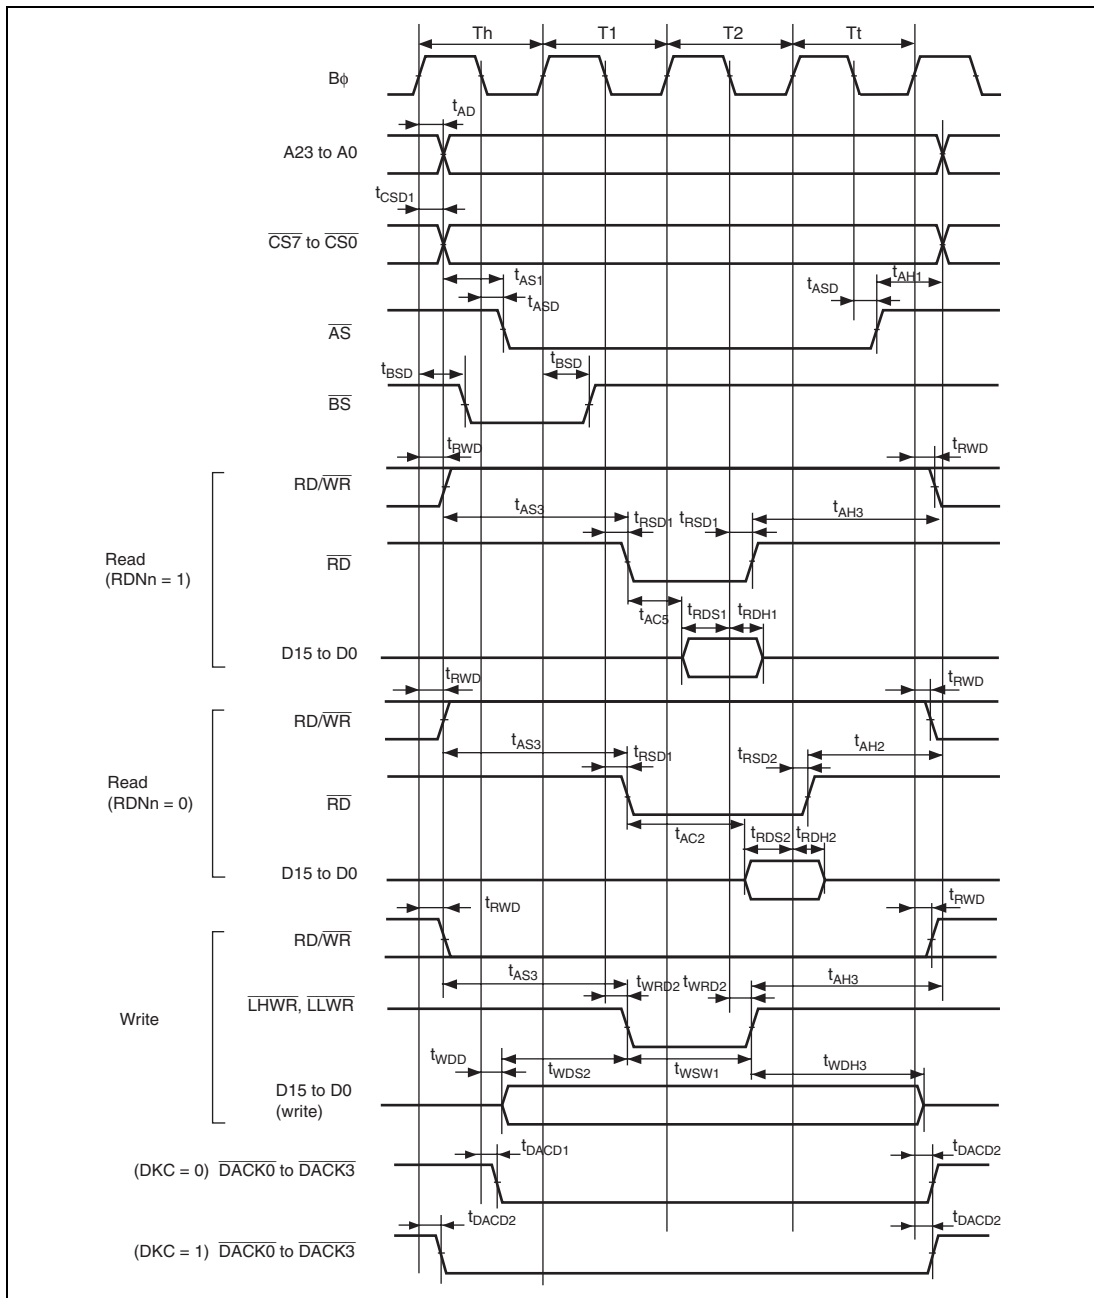 Th T1 T2 Tt
Bφ
tAD
A23 to A0
tCSD1
CS7 to CS0
tAS1 tAH1
tASD tASD
AS
tBSD tBSD
BS
tRWD tRWD
RD/WR
tAS3 tRSD1 tRSD1 tAH3
Read
(RDNn = 1)
RD
tAC5 tRDS1 tRDH1
D15 to D0
tRWD tRWD
RD/WR
tAS3 tRSD1 tRSD2 tAH2
Read
(RDNn = 0)
RD
tAC2 tRDS2 tRDH2
D15 to D0
tRWD tRWD
RD/WR
tAS3 tWRD2 tWRD2 tAH3
LHWR, LLWR
Write
tWDD tWDS2 tWSW1 tWDH3
D15 to D0
(write)
tDACD1 tDACD2
(DKC = 0) DACK0 to DACK3
tDACD2 tDACD2
(DKC = 1) DACK0 to DACK3